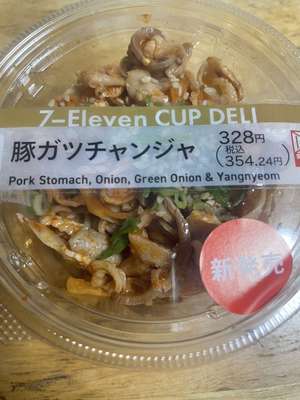 7-Eleven CUP DELI
豚ガツチャンジャ
328円
(税込
354.24円)
Pork Stomach, Onion, Green Onion & Yangnyeom
新発売